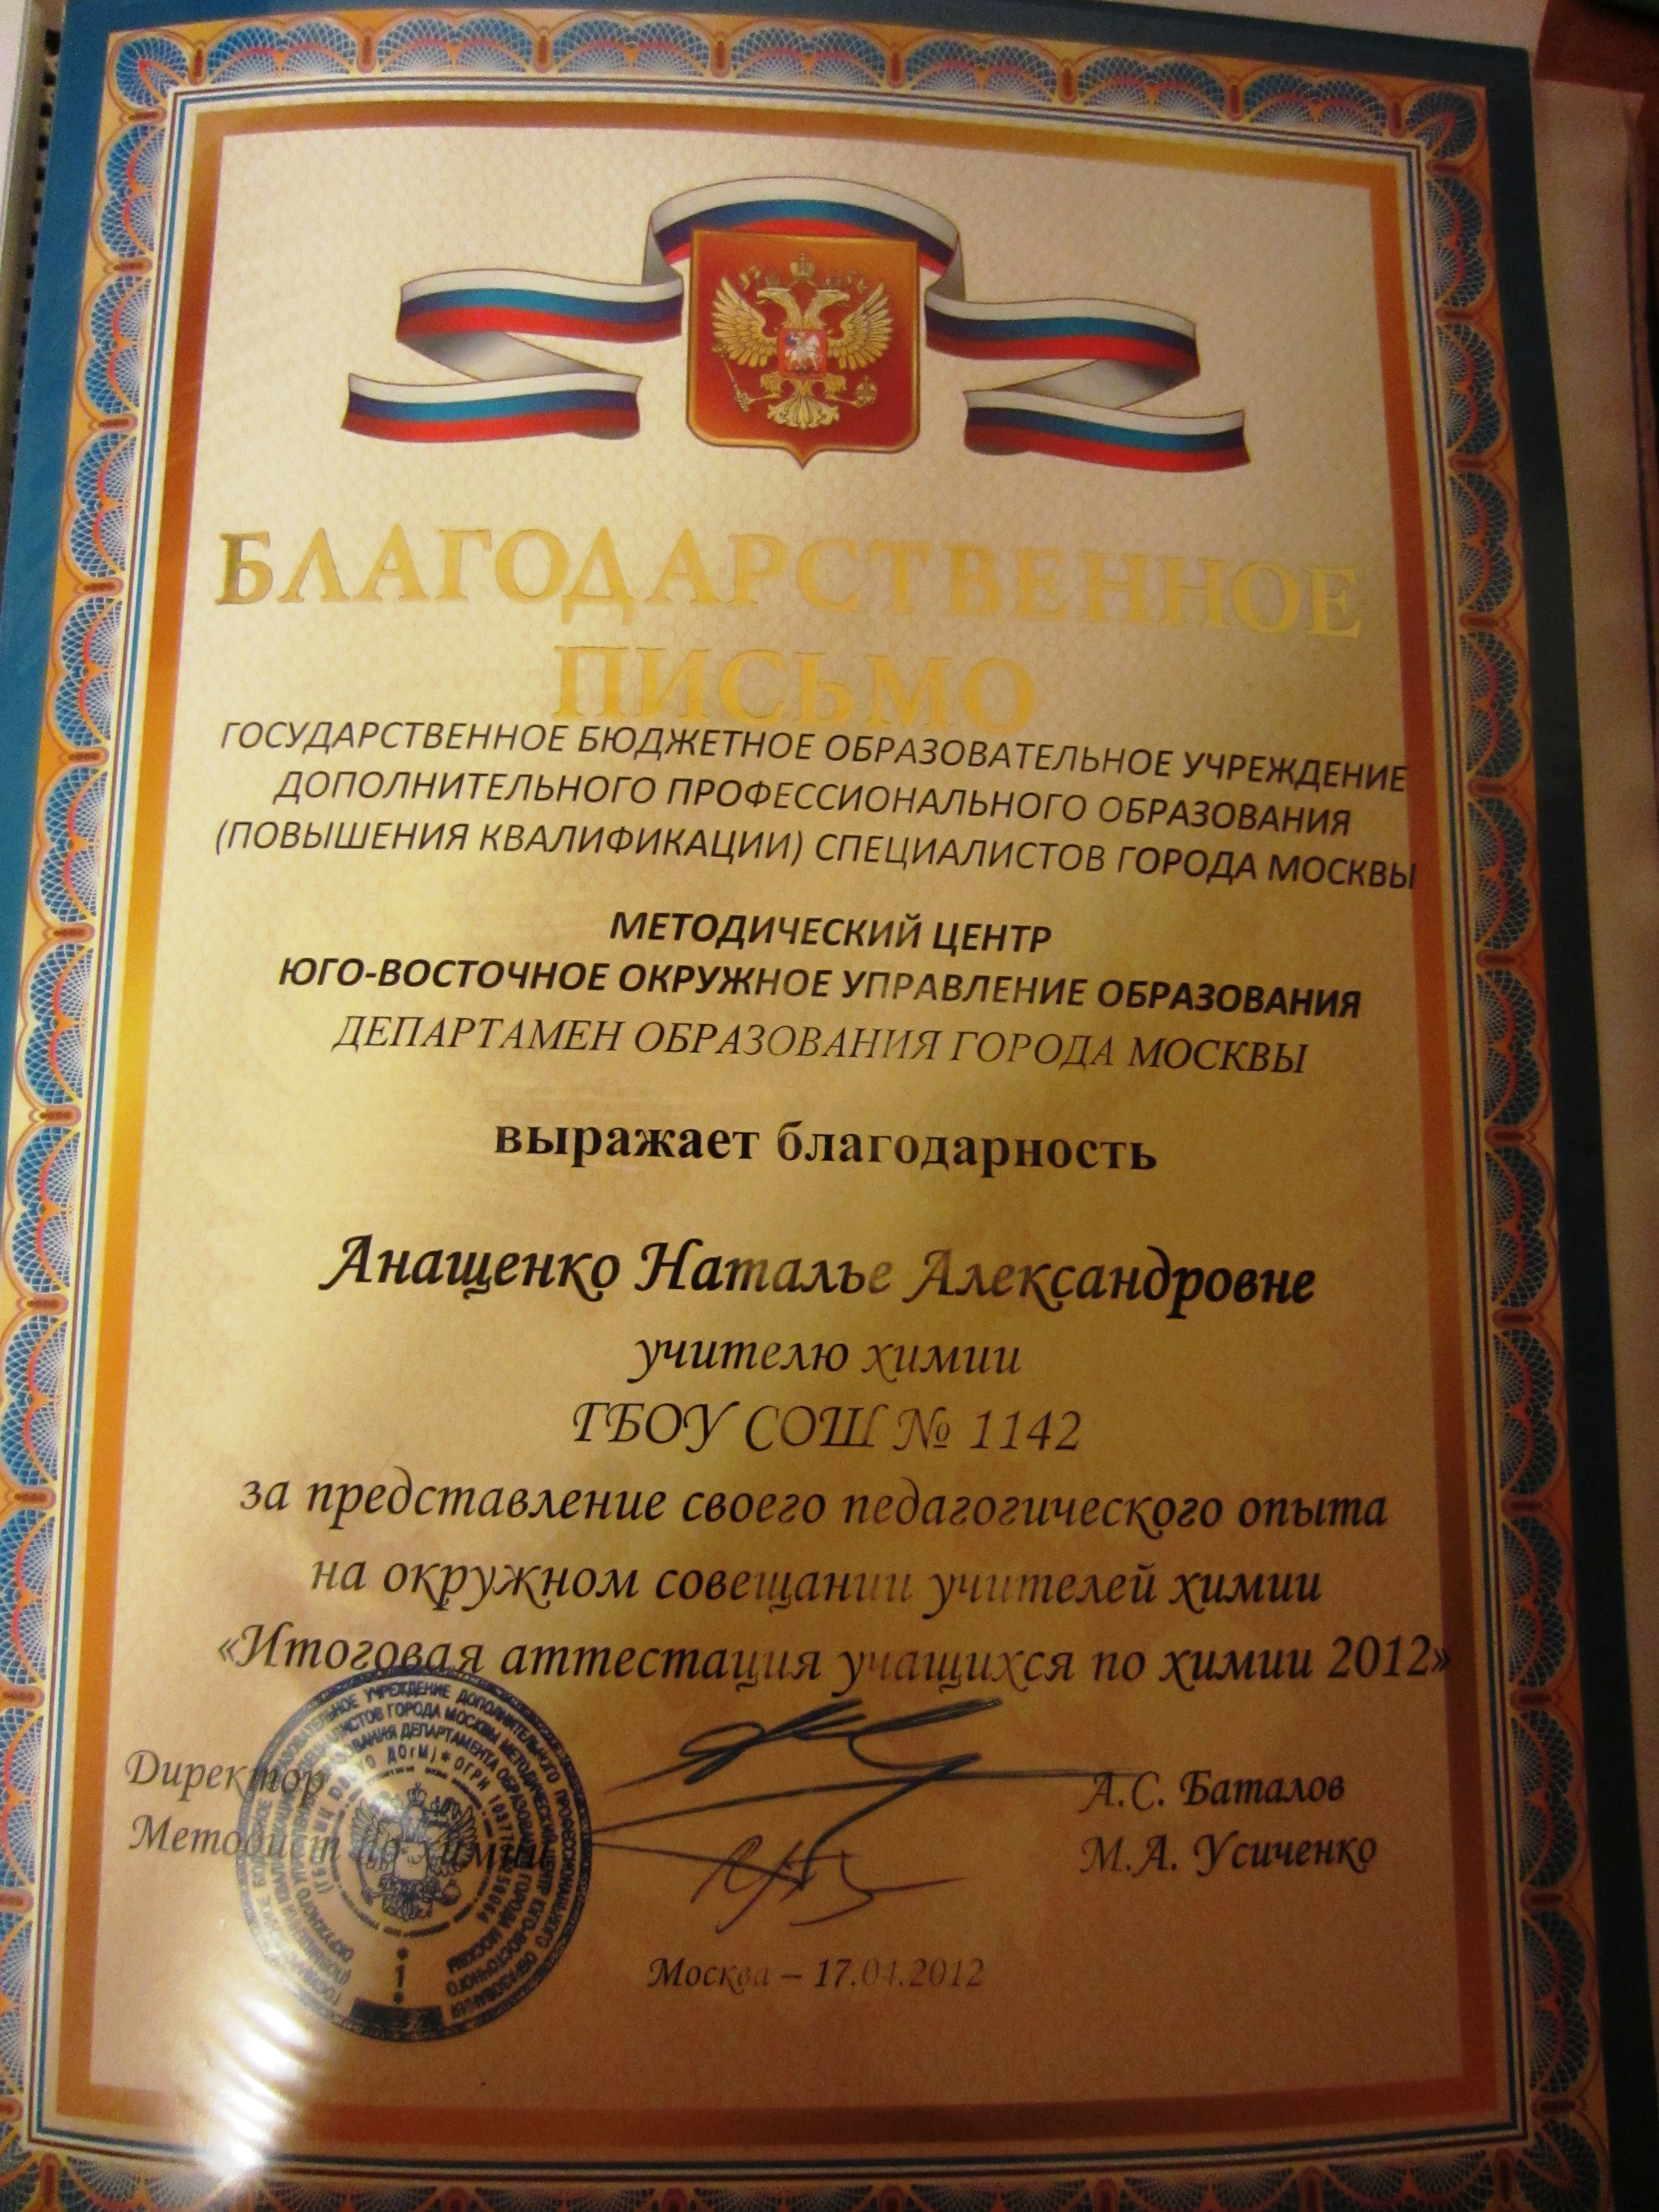 БЛАГОДАРСТВЕННОЕ
ПИСЬМО
ГОСУДАРСТВЕННОЕ БЮДЖЕТНОЕ ОБРАЗОВАТЕЛЬНОЕ УЧРЕЖДЕНИЕ
ДОПОЛНИТЕЛЬНОГО ПРОФЕССИОНАЛЬНОГО ОБРАЗОВАНИЯ
(ПОВЫШЕНИЯ КВАЛИФИКАЦИИ) СПЕЦИАЛИСТОВ ГОРОДА МОСКВЫ
МЕТОДИЧЕСКИЙ ЦЕНТР
ЮГО-ВОСТОЧНОЕ ОКРУЖНОЕ УПРАВЛЕНИЕ ОБРАЗОВАНИЯ
ДЕПАРТАМЕН ОБРАЗОВАНИЯ ГОРОДА МОСКВЫ
выражает благодарность
Анащенко Наталье Александровне
учителю химии
ГБОУ СОШ № 1142
за представление своего педагогического опыта
на окружном совещании учителей химии
«Итоговая аттестация учащихся по химии 2012»
Директор А.С. Баталов
Методист по химии М.А. Усиченко
Москва – 17.04.2012